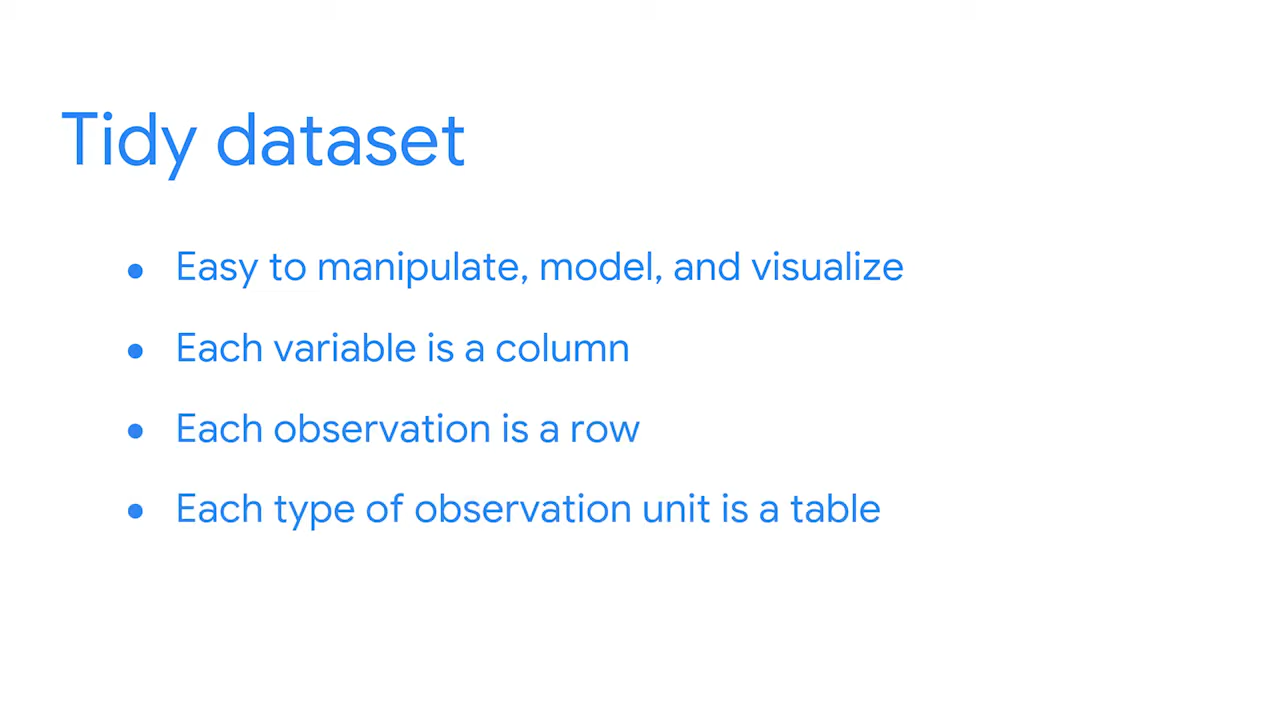 Tidy dataset
• Easy to manipulate, model, and visualize
• Each variable is a column
• Each observation is a row
• Each type of observation unit is a table